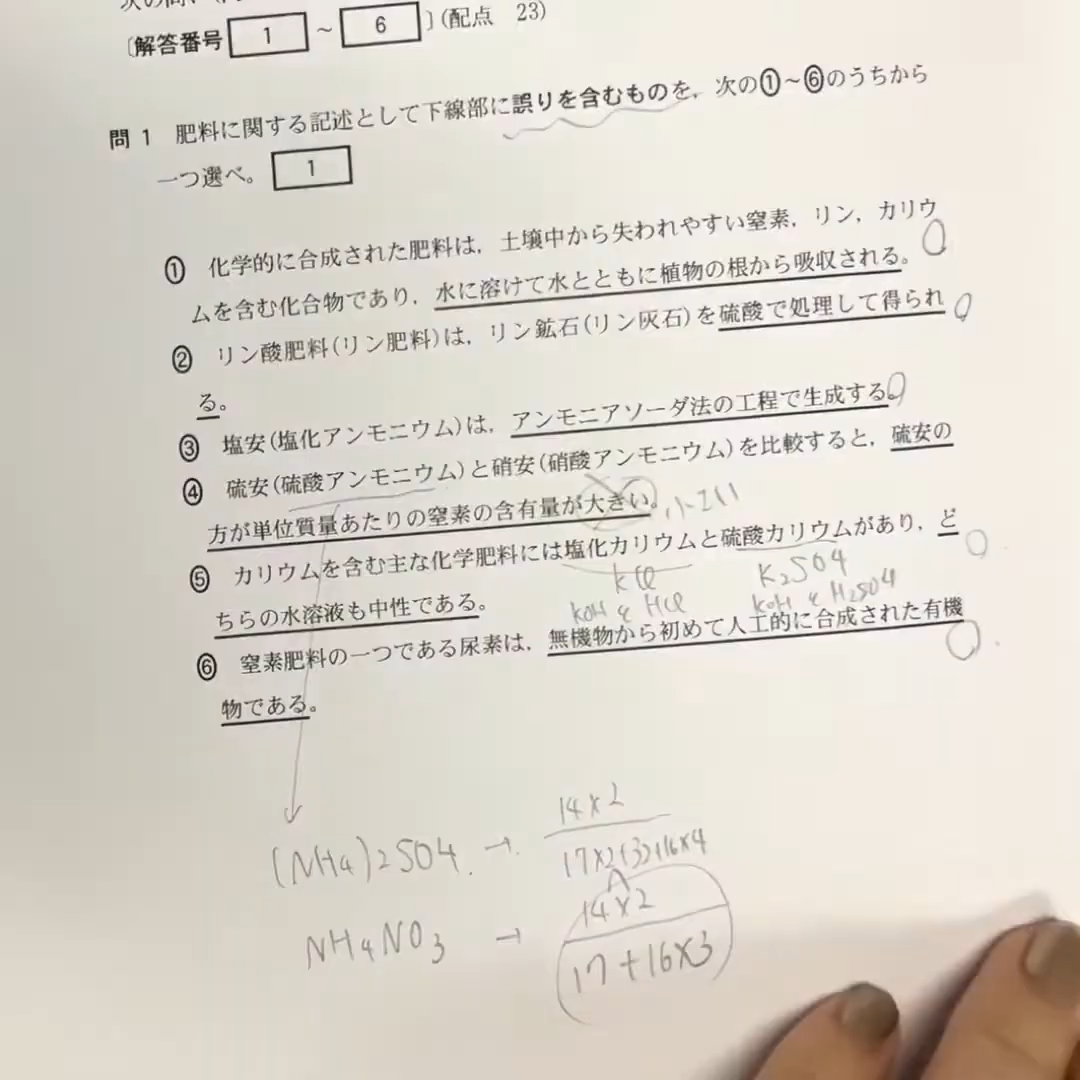 〔解答番号 1 ～ 6 〕(配点 23)
問1 肥料に関する記述として下線部に誤りを含むものを，次の①～⑥のうちから
一つ選べ。 1
① 化学的に合成された肥料は，土壌中から失われやすい窒素，リン，カリウ
ムを含む化合物であり，水に溶けて水とともに植物の根から吸収される。
② リン酸肥料(リン肥料)は，リン鉱石(リン灰石)を硫酸で処理して得られ
る。
③ 塩安(塩化アンモニウム)は，アンモニアソーダ法の工程で生成する。
④ 硫安(硫酸アンモニウム)と硝安(硝酸アンモニウム)を比較すると，硫安の
方が単位質量あたりの窒素の含有量が大きい。小エい
⑤ カリウムを含む主な化学肥料には塩化カリウムと硫酸カリウムがあり，ど
KCl K2SO4
ちらの水溶液も中性である。
KOH & HCl KOH & H2SO4
⑥ 窒素肥料の一つである尿素は，無機物から初めて人工的に合成された有機
物である。
(NH4)2SO4 → 14×2
17×2+32+16×4
NH4NO3 → 14×2
17+16×3